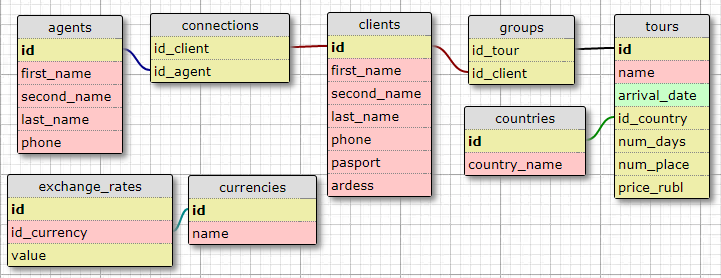 agents
id
first_name
second_name
last_name
phone
connections
id_client
id_agent
clients
id
first_name
second_name
last_name
phone
pasport
ardess
groups
id_tour
id_client
tours
id
name
arrival_date
id_country
num_days
num_place
price_rubl
countries
id
country_name
exchange_rates
id
id_currency
value
currencies
id
name